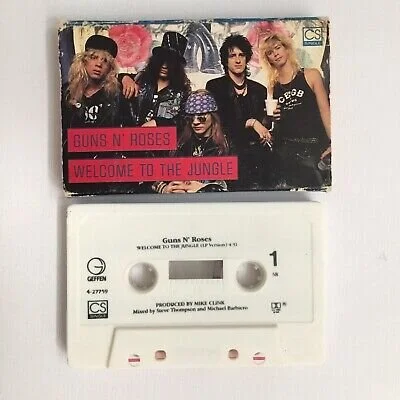 CS
SINGLE
CBGB
GUNS N' ROSES
WELCOME TO THE JUNGLE
Guns N' Roses
WELCOME TO THE JUNGLE (LP Version) 4:31
1
SR
GEFFEN
4-27759
CS
SINGLE
PRODUCED BY MIKE CLINK
Mixed by Steve Thompson and Michael Barbiero